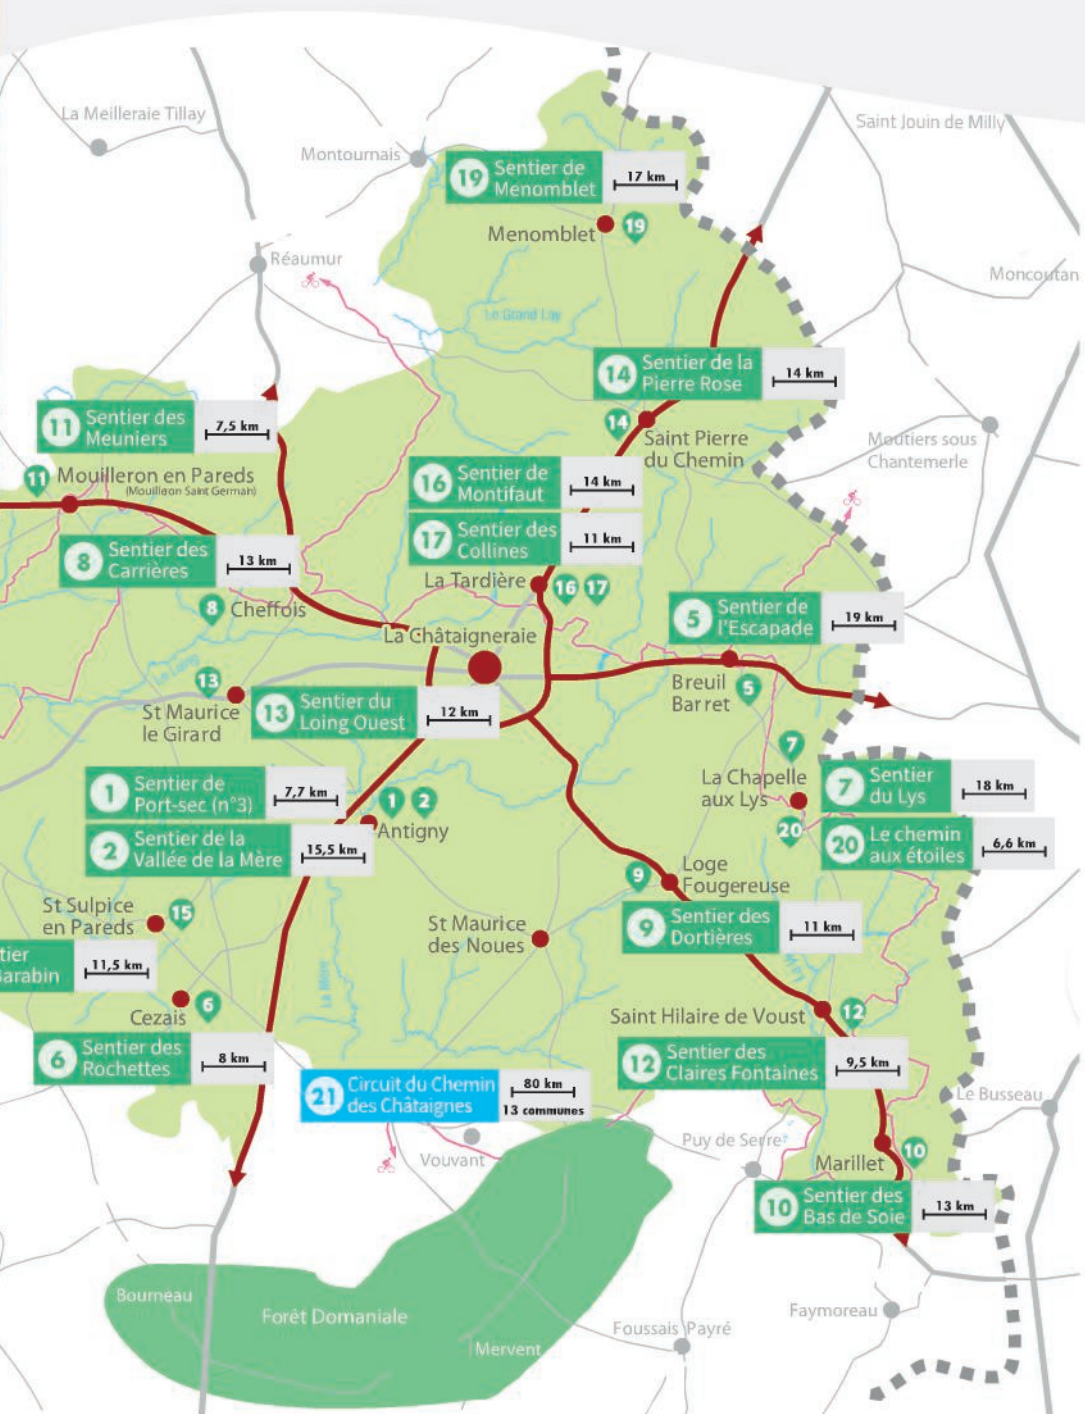 La Meilleraie Tillay
Saint Jouin de Milly
Montournais
19 Sentier de
Menomblet
17 km
Menomblet 19
Réaumur
Moncoutan
Le Grand Lay
14 Sentier de la
Pierre Rose
14 km
11 Sentier des
Meuniers
7,5 km
14
Saint Pierre
du Chemin
Moutiers sous
Chantemerle
11 Mouilleron en Pareds
(Mouilleron Saint Germain)
16 Sentier de
Montifaut
14 km
17 Sentier des
Collines
11 km
8 Sentier des
Carrières
13 km
La Tardière
16 17
8 Cheffois
5 Sentier de
l'Escapade
19 km
La Châtaigneraie
Le Loing
13
St Maurice
le Girard
13 Sentier du
Loing Ouest
12 km
Breuil
Barret
5
7
La Chapelle
aux Lys
20
7 Sentier
du Lys
18 km
20 Le chemin
aux étoiles
6,6 km
1 Sentier de
Port-sec (n°3)
7,7 km
1 2
Antigny
2 Sentier de la
Vallée de la Mère
15,5 km
9
Loge
Fougereuse
St Sulpice
en Pareds
15
St Maurice
des Noues
9 Sentier des
Dortières
11 km
tier
arabin
11,5 km
La Mère
Cezais
6
Saint Hilaire de Voust
12
6 Sentier des
Rochettes
8 km
12 Sentier des
Claires Fontaines
9,5 km
21 Circuit du Chemin
des Châtaignes
80 km
13 communes
Le Busseau
Vouvant
Puy de Serre
Marillet
10
10 Sentier des
Bas de Soie
13 km
Bourneau
Forêt Domaniale
Mervent
Faymoreau
Foussais Payré